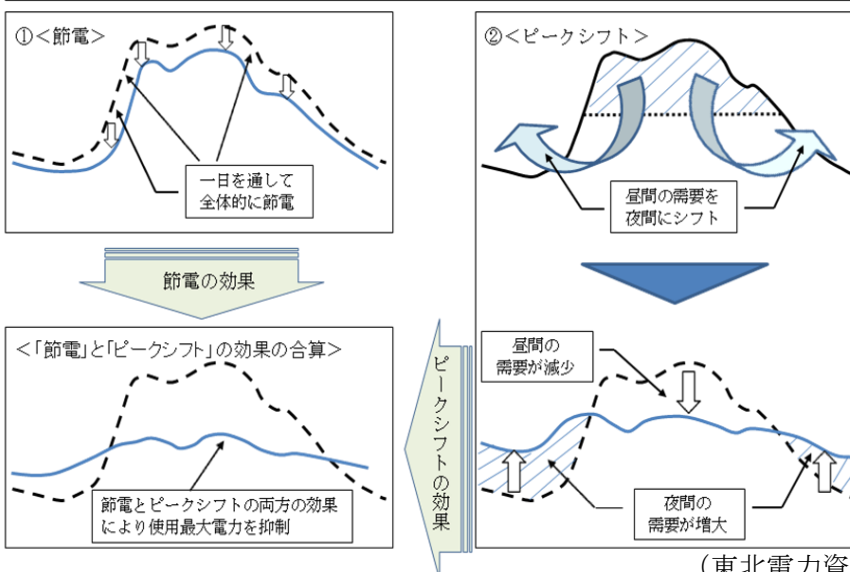 ①<節電>
一日を通して
全体的に節電
節電の効果
<「節電」と「ピークシフト」の効果の合算>
節電とピークシフトの両方の効果
により使用最大電力を抑制
②<ピークシフト>
昼間の需要を
夜間にシフト
昼間の
需要が減少
夜間の
需要が増大
ピークシフトの効果
(東北電力資